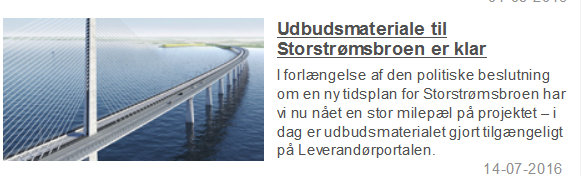 Udbudsmateriale til
Storstrømsbroen er klar
I forlængelse af den politiske beslutning
om en ny tidsplan for Storstrømsbroen har
vi nu nået en stor milepæl på projektet – i
dag er udbudsmaterialet gjort tilgængeligt
på Leverandørportalen.
14-07-2016